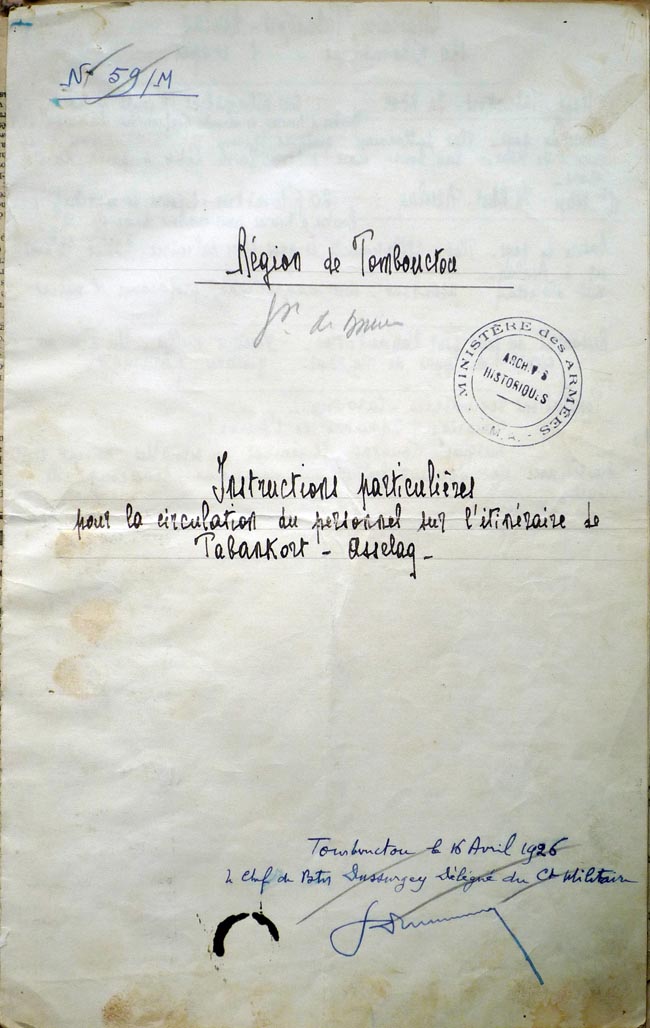 N° 59/M
Région de Tombouctou
MINISTÈRE des ARMÉES
ARCHIVES
HISTORIQUES
M.A.
Instructions particulières
pour la circulation du personnel sur l'itinéraire de
Tabankort - Asselag -
Tombouctou le 16 Avril 1926
Le Chef de Btn Dussurgey Délégué du Ct Militaire